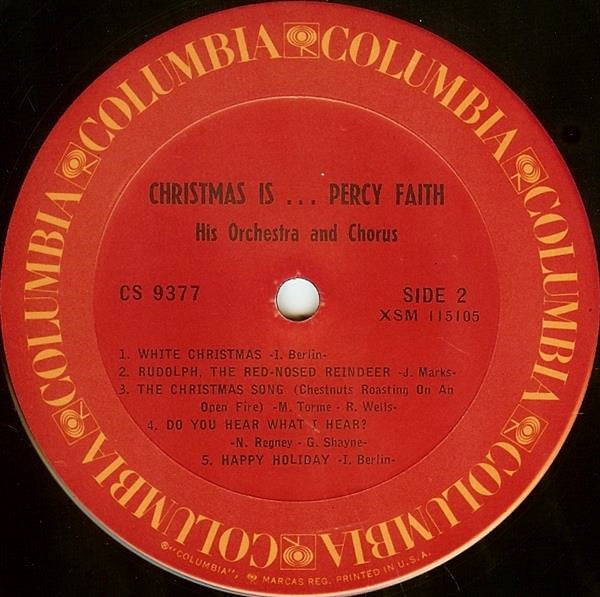 COLUMBIA COLUMBIA COLUMBIA COLUMBIA COLUMBIA COLUMBIA COLUMBIA COLUMBIA
CHRISTMAS IS ... PERCY FAITH
His Orchestra and Chorus
CS 9377
SIDE 2
XSM 115105
1. WHITE CHRISTMAS -I. Berlin-
2. RUDOLPH, THE RED-NOSED REINDEER -J. Marks-
3. THE CHRISTMAS SONG (Chestnuts Roasting On An
Open Fire) -M. Torme - R. Wells-
4. DO YOU HEAR WHAT I HEAR?
-N. Regney - G. Shayne-
5. HAPPY HOLIDAY -I. Berlin-
®"COLUMBIA", MARCAS REG. PRINTED IN U.S.A.